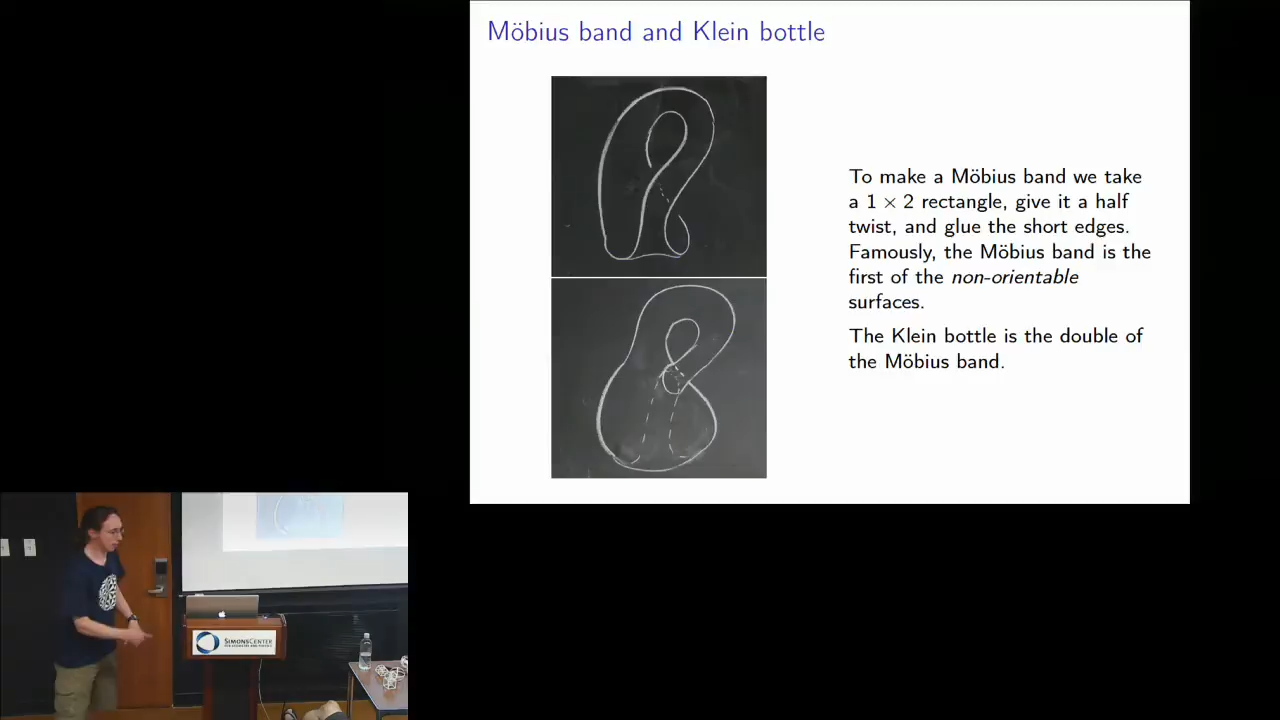 Möbius band and Klein bottle
To make a Möbius band we take
a 1 × 2 rectangle, give it a half
twist, and glue the short edges.
Famously, the Möbius band is the
first of the non-orientable
surfaces.
The Klein bottle is the double of
the Möbius band.
SIMONS CENTER